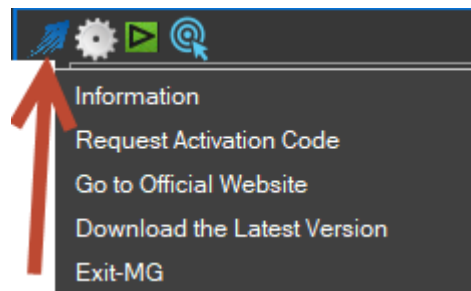 Information
Request Activation Code
Go to Official Website
Download the Latest Version
Exit-MG